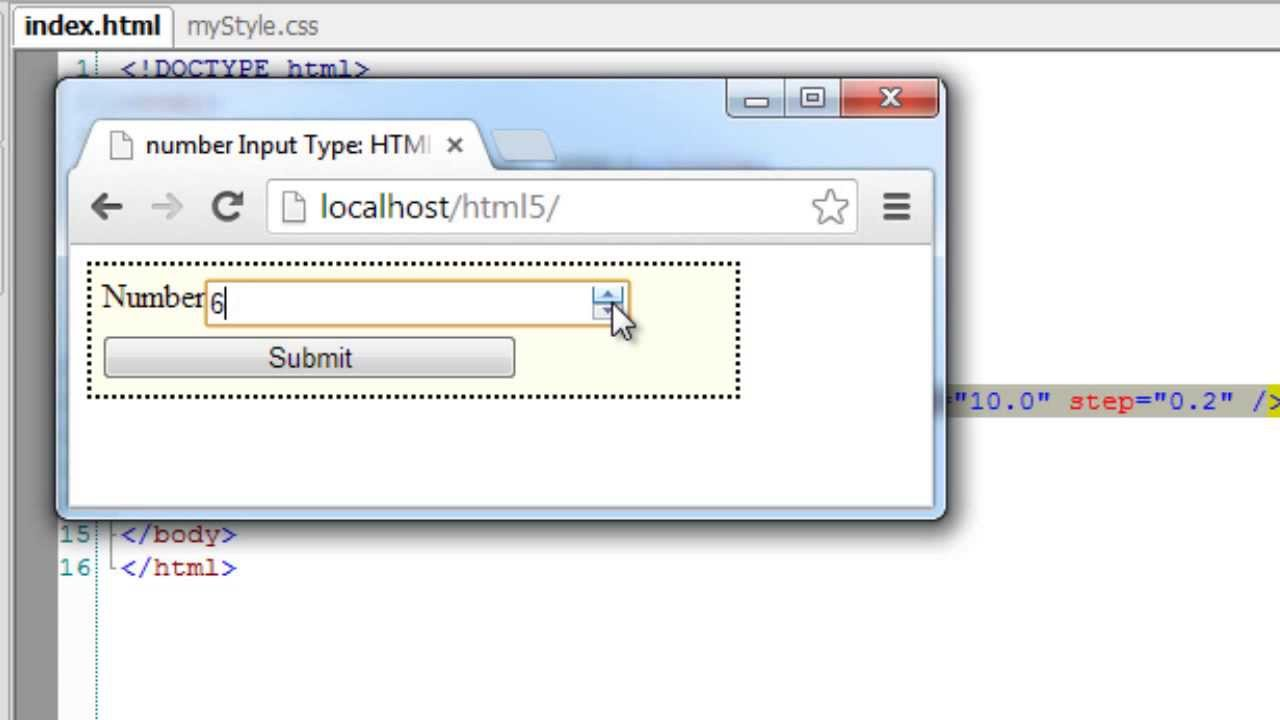 index.html myStyle.css
1 <!DOCTYPE html>
number Input Type: HTM
localhost/html5/
Number 6
Submit
="10.0" step="0.2" />
15 </body>
16 </html>